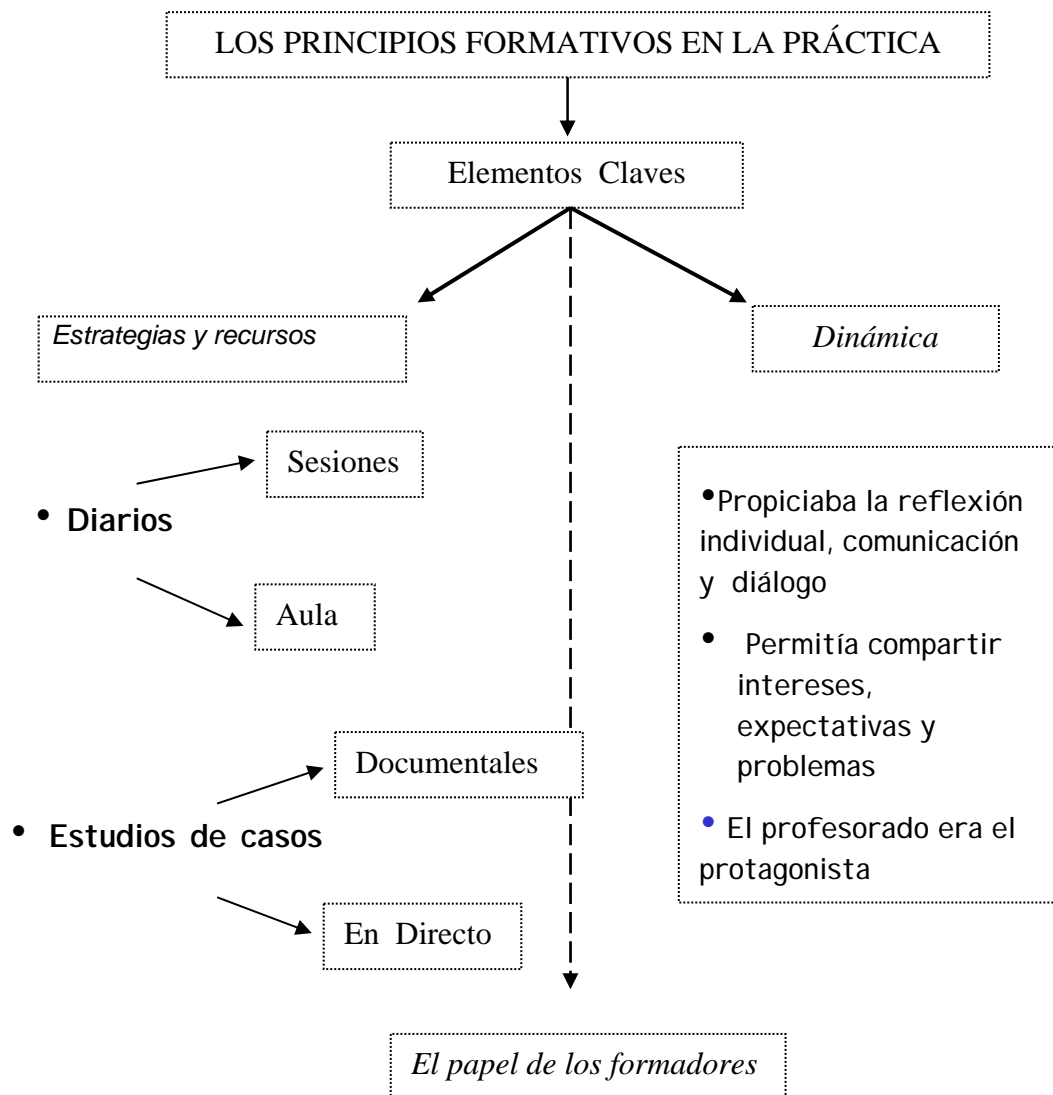 LOS PRINCIPIOS FORMATIVOS EN LA PRÁCTICA
Elementos Claves
Estrategias y recursos
Dinámica
Sesiones
• Diarios
Aula
Documentales
• Estudios de casos
En Directo
•Propiciaba la reflexión
individual, comunicación
y diálogo
• Permitía compartir
intereses,
expectativas y
problemas
• El profesorado era el
protagonista
El papel de los formadores